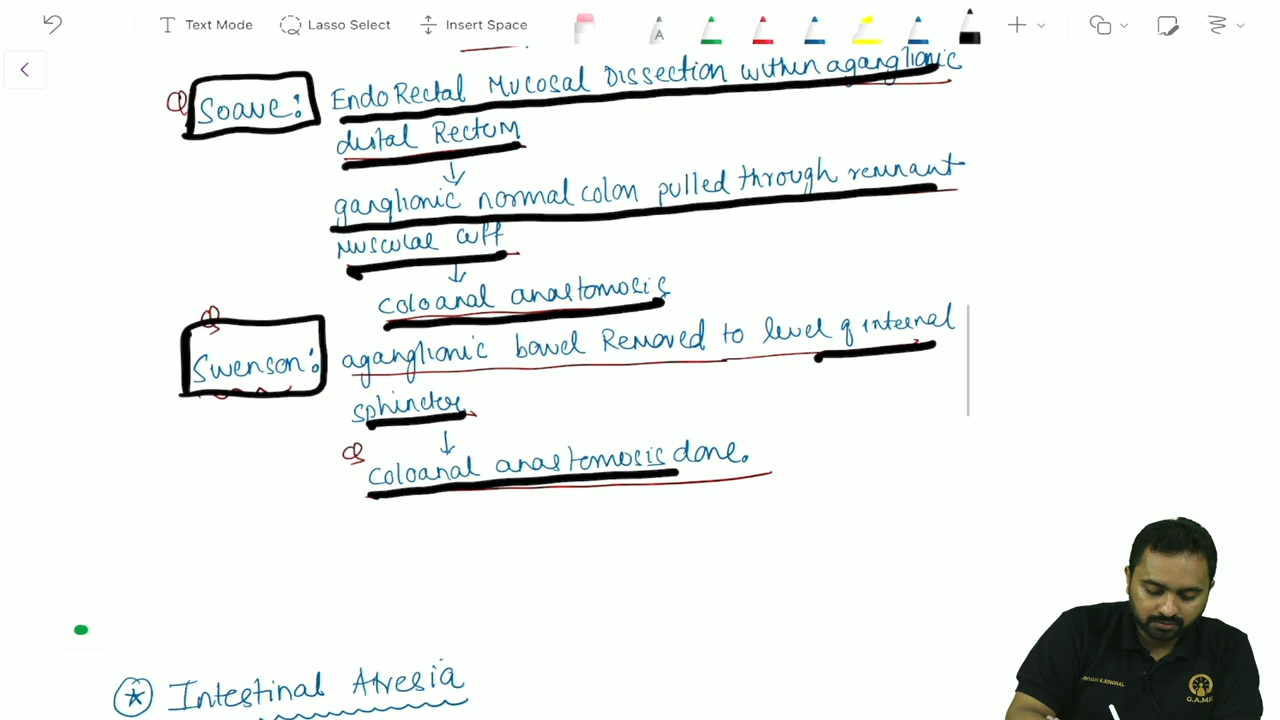 Text Mode Lasso Select Insert Space
A
Soave: EndoRectal Mucosal Dissection within aganglionic
distal Rectum
↓
ganglionic normal colon pulled through remnant
Muscular cuff
↓
coloanal anastomosis
Swenson: aganglionic bowel Removed to level of internal
sphincter
↓
coloanal anastomosis done.
Intestinal Atresia